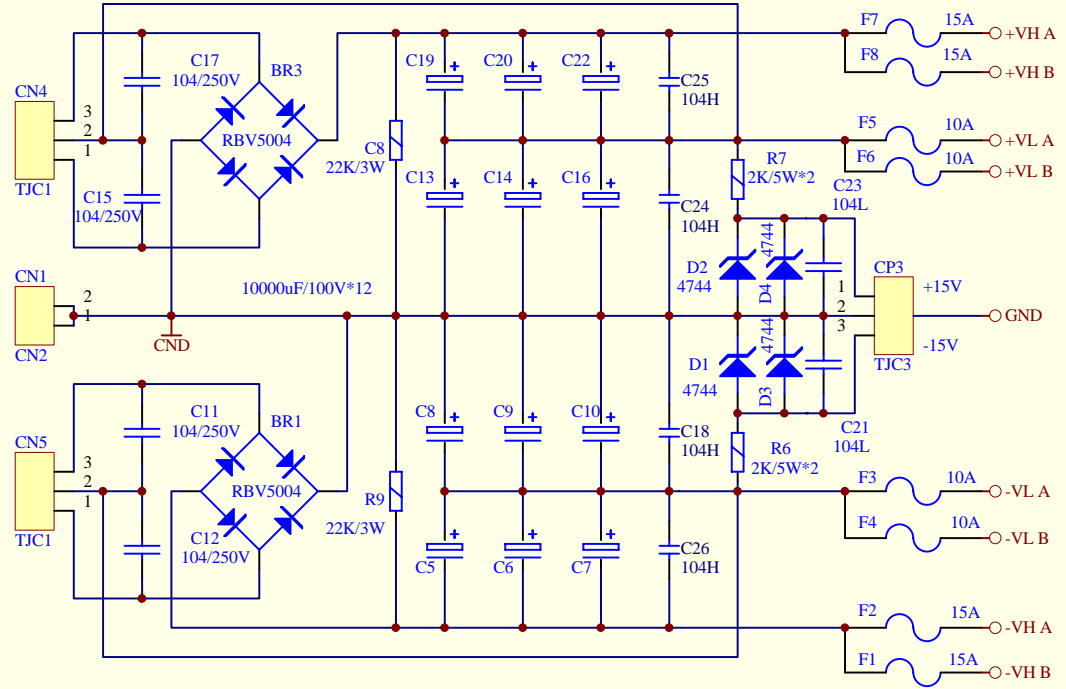 F7 15A +VH A
C17 104/250V
BR3
C19 C20 C22
F8 15A +VH B
C25 104H
CN4
3
2
1
TJC1
RBV5004
C8 22K/3W
F5 10A +VL A
F6 10A +VL B
R7 2K/5W*2
C15 104/250V
C13 C14 C16
C24 104H
C23 104L
D2 4744
D4 4744
CP3
1
2
3
+15V
GND
-15V
TJC3
CN1
2
1
CN2
CND
10000uF/100V*12
D1 4744
D3 4744
C21 104L
C11 104/250V
BR1
C8 C9 C10
C18 104H
R6 2K/5W*2
CN5
3
2
1
TJC1
RBV5004
R9 22K/3W
F3 10A -VL A
F4 10A -VL B
C12 104/250V
C5 C6 C7
C26 104H
F2 15A -VH A
F1 15A -VH B